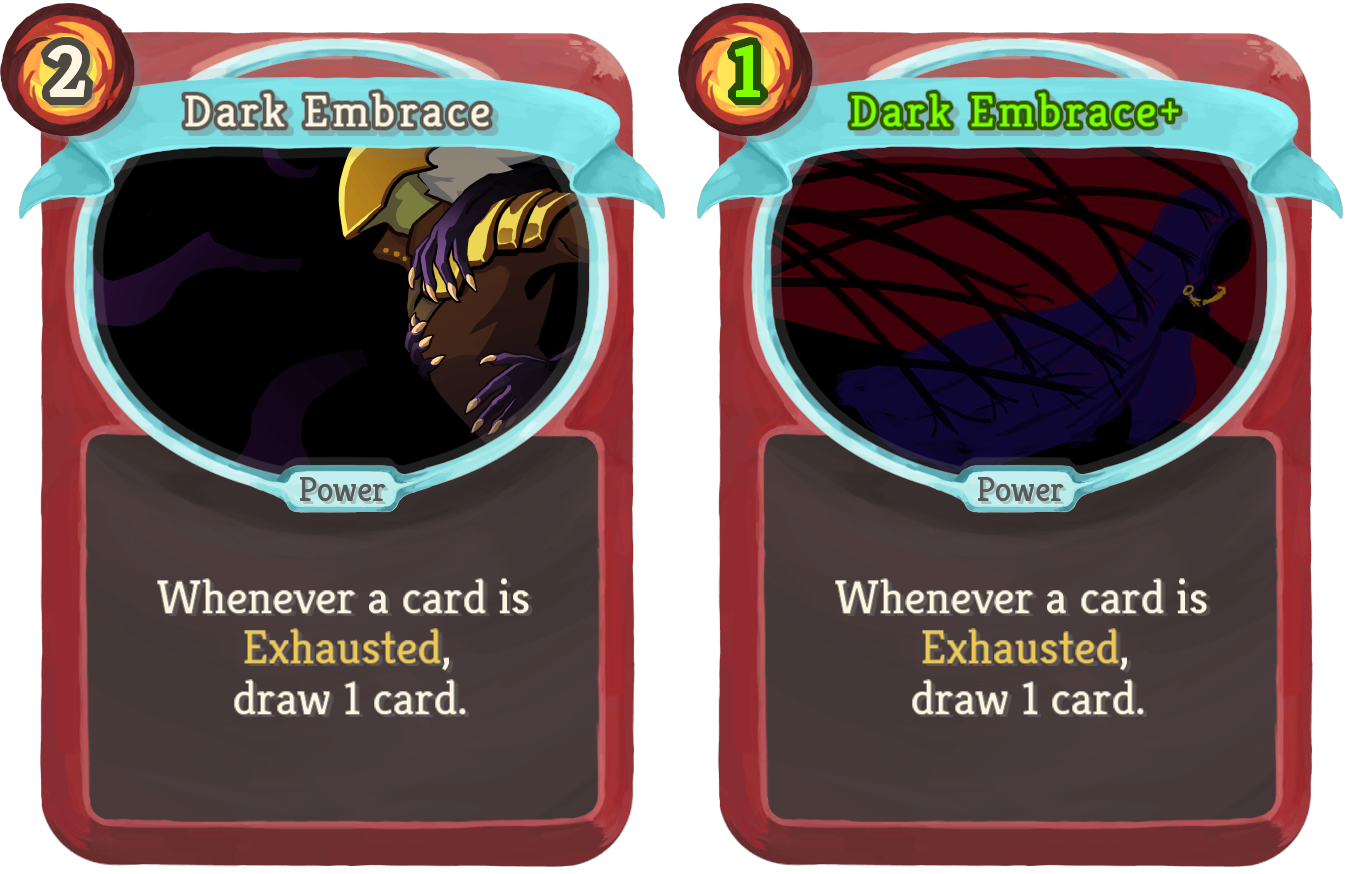 2
Dark Embrace
Power
Whenever a card is
Exhausted,
draw 1 card.
1
Dark Embrace+
Power
Whenever a card is
Exhausted,
draw 1 card.